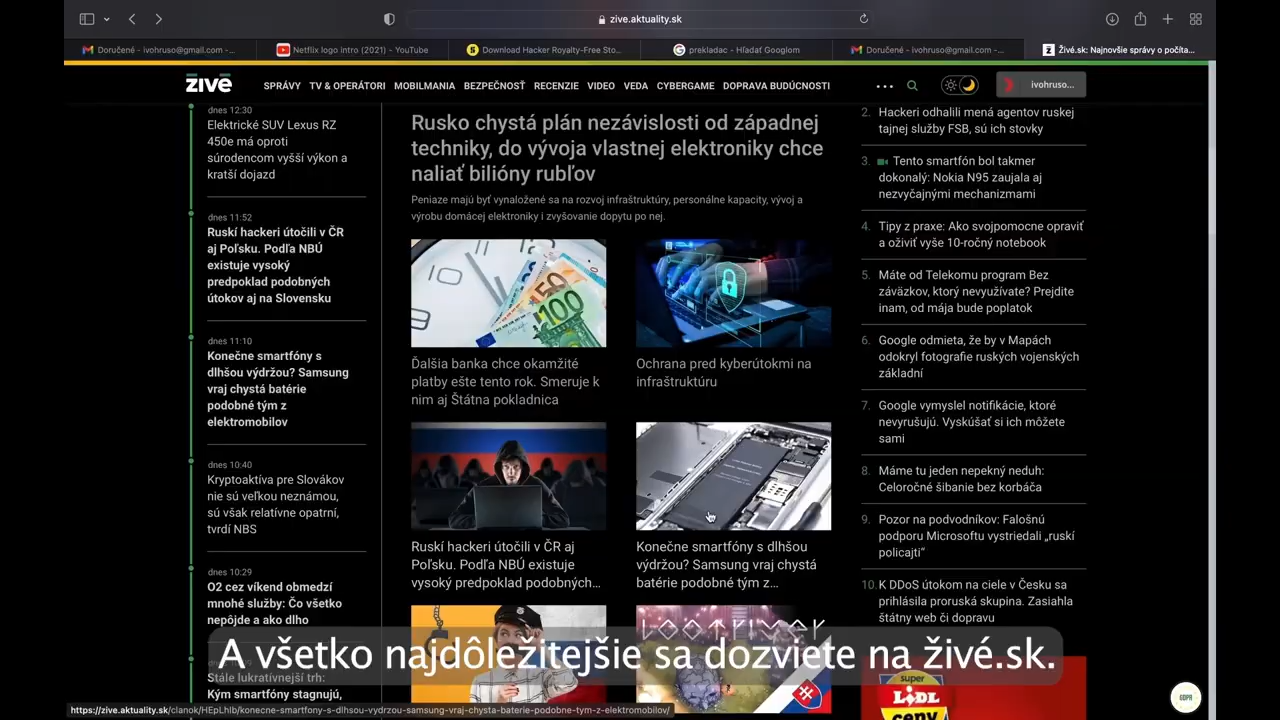 zive.aktuality.sk
Doručené - ivohruso@gmail.com -...
Netflix logo intro (2021) - YouTube
Download Hacker Royalty-Free Sto...
prekladac - Hľadať Googlom
Doručené - ivohruso@gmail.com -...
Živé.sk: Najnovšie správy o počíta...
živē
SPRÁVY TV & OPERÁTORI MOBILMANIA BEZPEČNOSŤ RECENZIE VIDEO VEDA CYBERGAME DOPRAVA BUDÚCNOSTI
ivohruso...
dnes 12:30
Elektrické SUV Lexus RZ
450e má oproti
súrodencom vyšší výkon a
kratší dojazd
dnes 11:52
Ruskí hackeri útočili v ČR
aj Poľsku. Podľa NBÚ
existuje vysoký
predpoklad podobných
útokov aj na Slovensku
dnes 11:10
Konečne smartfóny s
dlhšou výdržou? Samsung
vraj chystá batérie
podobné tým z
elektromobilov
dnes 10:40
Kryptoaktíva pre Slovákov
nie sú veľkou neznámou,
sú však relatívne opatrní,
tvrdí NBS
dnes 10:29
O2 cez víkend obmedzí
mnohé služby: Čo všetko
nepôjde a ako dlho
Stále lukratívnejší trh:
Kým smartfóny stagnujú,
Rusko chystá plán nezávislosti od západnej
techniky, do vývoja vlastnej elektroniky chce
naliať bilióny rubľov
Peniaze majú byť vynaložené sa na rozvoj infraštruktúry, personálne kapacity, vývoj a
výrobu domácej elektroniky i zvyšovanie dopytu po nej.
50
100
Ďalšia banka chce okamžité
platby ešte tento rok. Smeruje k
nim aj Štátna pokladnica
Ochrana pred kyberútokmi na
infraštruktúru
Ruskí hackeri útočili v ČR aj
Poľsku. Podľa NBÚ existuje
vysoký predpoklad podobných...
Konečne smartfóny s dlhšou
výdržou? Samsung vraj chystá
batérie podobné tým z...
2. Hackeri odhalili mená agentov ruskej
tajnej služby FSB, sú ich stovky
3. Tento smartfón bol takmer
dokonalý: Nokia N95 zaujala aj
nezvyčajnými mechanizmami
4. Tipy z praxe: Ako svojpomocne opraviť
a oživiť vyše 10-ročný notebook
5. Máte od Telekomu program Bez
záväzkov, ktorý nevyužívate? Prejdite
inam, od mája bude poplatok
6. Google odmieta, že by v Mapách
odokryl fotografie ruských vojenských
základní
7. Google vymyslel notifikácie, ktoré
nevyrušujú. Vyskúšať si ich môžete
sami
8. Máme tu jeden nepekný neduh:
Celoročné šibanie bez korbáča
9. Pozor na podvodníkov: Falošnú
podporu Microsoftu vystriedali „ruskí
policajti“
10. K DDoS útokom na ciele v Česku sa
prihlásila proruská skupina. Zasiahla
štátny web či dopravu
super
LIDL
ceny
GDPR
A všetko najdôležitejšie sa dozviete na živé.sk.
https://zive.aktuality.sk/clanok/HEpLhlb/konecne-smartfony-s-dlhsou-vydrzou-samsung-vraj-chysta-baterie-podobne-tym-z-elektromobilov/